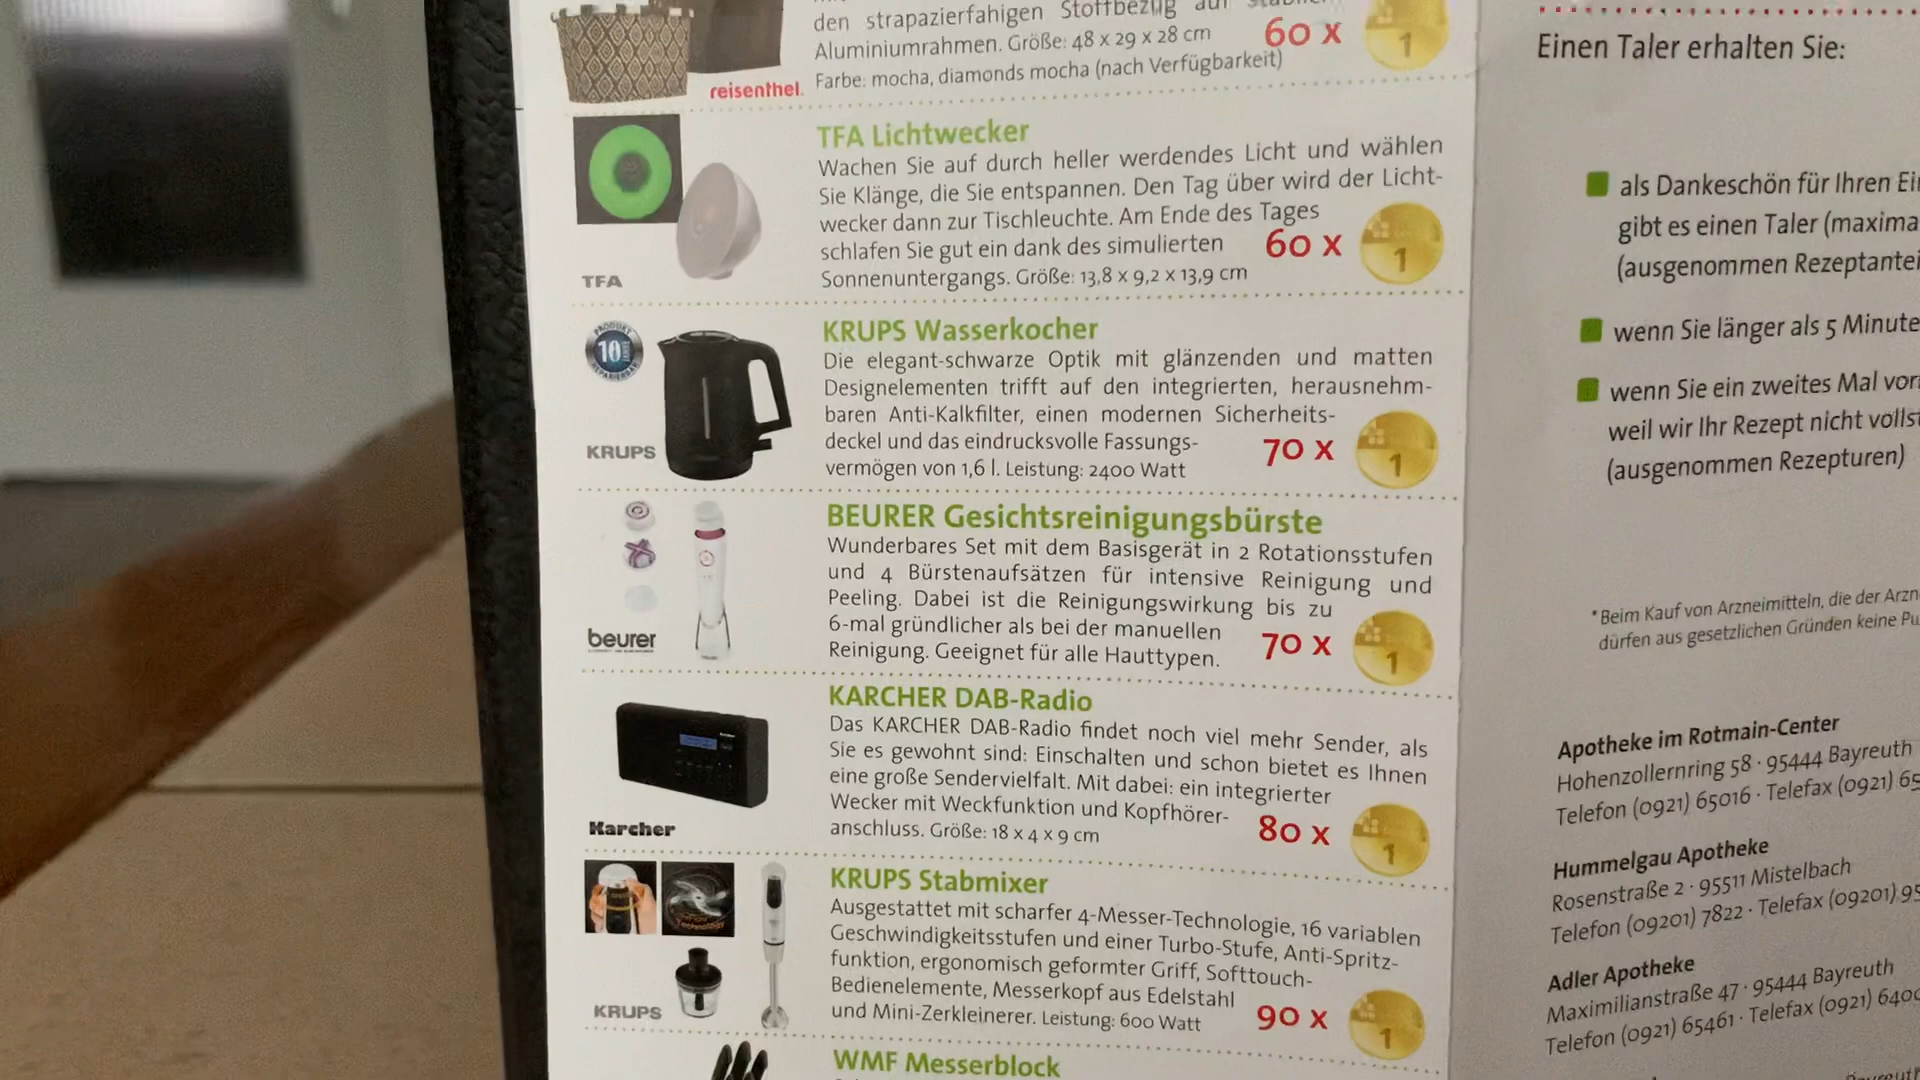 den strapazierfähigen Stoffbezug auf
Aluminiumrahmen. Größe: 48 x 29 x 28 cm
Farbe: mocha, diamonds mocha (nach Verfügbarkeit)
60 x
1
reisenthel.
TFA Lichtwecker
Wachen Sie auf durch heller werdendes Licht und wählen
Sie Klänge, die Sie entspannen. Den Tag über wird der Licht-
wecker dann zur Tischleuchte. Am Ende des Tages
schlafen Sie gut ein dank des simulierten
Sonnenuntergangs. Größe: 13,8 x 9,2 x 13,9 cm
60 x
1
TFA
KRUPS Wasserkocher
Die elegant-schwarze Optik mit glänzenden und matten
Designelementen trifft auf den integrierten, herausnehm-
baren Anti-Kalkfilter, einen modernen Sicherheits-
deckel und das eindrucksvolle Fassungs-
vermögen von 1,6 l. Leistung: 2400 Watt
70 x
1
PRODUKT
10 JAHRE
REPARIERBAR
KRUPS
BEURER Gesichtsreinigungsbürste
Wunderbares Set mit dem Basisgerät in 2 Rotationsstufen
und 4 Bürstenaufsätzen für intensive Reinigung und
Peeling. Dabei ist die Reinigungswirkung bis zu
6-mal gründlicher als bei der manuellen
Reinigung. Geeignet für alle Hauttypen.
70 x
1
beurer
KARCHER DAB-Radio
Das KARCHER DAB-Radio findet noch viel mehr Sender, als
Sie es gewohnt sind: Einschalten und schon bietet es Ihnen
eine große Sendervielfalt. Mit dabei: ein integrierter
Wecker mit Weckfunktion und Kopfhörer-
anschluss. Größe: 18 x 4 x 9 cm
80 x
1
Karcher
KRUPS Stabmixer
Ausgestattet mit scharfer 4-Messer-Technologie, 16 variablen
Geschwindigkeitsstufen und einer Turbo-Stufe, Anti-Spritz-
funktion, ergonomisch geformter Griff, Softtouch-
Bedienelemente, Messerkopf aus Edelstahl
und Mini-Zerkleinerer. Leistung: 600 Watt
90 x
1
KRUPS
WMF Messerblock
Einen Taler erhalten Sie:
als Dankeschön für Ihren
gibt es einen Taler
(ausgenommen
wenn Sie länger als 5
wenn Sie ein zweites Mal
weil wir Ihr Rezept nicht
(ausgenommen Rezepturen)
* Beim Kauf von Arzneimitteln, die der
dürfen aus gesetzlichen Gründen keine
Apotheke im Rotmain-Center
Hohenzollernring 58 · 95444 Bayreuth
Telefon (0921) 65016 · Telefax (0921)
Hummelgau Apotheke
Rosenstraße 2 · 95511 Mistelbach
Telefon (09201) 7822 · Telefax (09201)
Adler Apotheke
Maximilianstraße 47 · 95444 Bayreuth
Telefon (0921) 65461 · Telefax (0921)